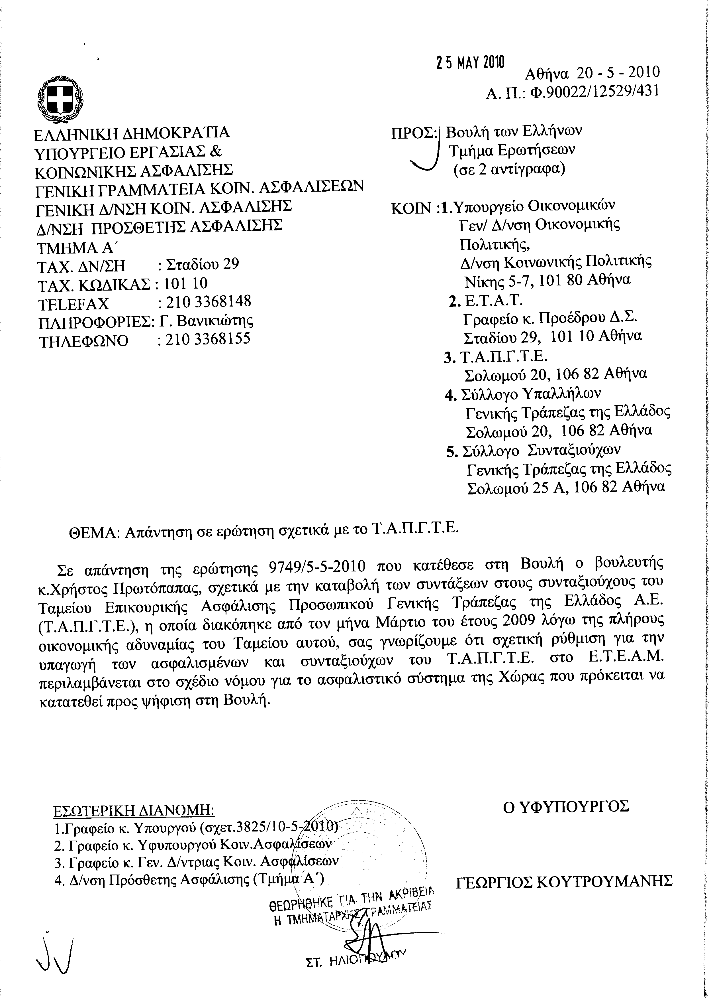 25 MAY 2010
Αθήνα 20 - 5 - 2010
Α. Π.: Φ.90022/12529/431
ΕΛΛΗΝΙΚΗ ΔΗΜΟΚΡΑΤΙΑ
ΥΠΟΥΡΓΕΙΟ ΕΡΓΑΣΙΑΣ &
ΚΟΙΝΩΝΙΚΗΣ ΑΣΦΑΛΙΣΗΣ
ΓΕΝΙΚΗ ΓΡΑΜΜΑΤΕΙΑ ΚΟΙΝ. ΑΣΦΑΛΙΣΕΩΝ
ΓΕΝΙΚΗ Δ/ΝΣΗ ΚΟΙΝ. ΑΣΦΑΛΙΣΗΣ
Δ/ΝΣΗ ΠΡΟΣΘΕΤΗΣ ΑΣΦΑΛΙΣΗΣ
ΤΜΗΜΑ Α΄
ΤΑΧ. ΔΝ/ΣΗ : Σταδίου 29
ΤΑΧ. ΚΩΔΙΚΑΣ : 101 10
TELEFAX : 210 3368148
ΠΛΗΡΟΦΟΡΙΕΣ: Γ. Βανικιώτης
ΤΗΛΕΦΩΝΟ : 210 3368155
ΠΡΟΣ: Βουλή των Ελλήνων
Τμήμα Ερωτήσεων
(σε 2 αντίγραφα)
ΚΟΙΝ :1.Υπουργείο Οικονομικών
Γεν/ Δ/νση Οικονομικής
Πολιτικής,
Δ/νση Κοινωνικής Πολιτικής
Νίκης 5-7, 101 80 Αθήνα
2. Ε.Τ.Α.Τ.
Γραφείο κ. Προέδρου Δ.Σ.
Σταδίου 29, 101 10 Αθήνα
3. Τ.Α.Π.Γ.Τ.Ε.
Σολωμού 20, 106 82 Αθήνα
4. Σύλλογο Υπαλλήλων
Γενικής Τράπεζας της Ελλάδος
Σολωμού 20, 106 82 Αθήνα
5. Σύλλογο Συνταξιούχων
Γενικής Τράπεζας της Ελλάδος
Σολωμού 25 Α, 106 82 Αθήνα
ΘΕΜΑ: Απάντηση σε ερώτηση σχετικά με το Τ.Α.Π.Γ.Τ.Ε.
Σε απάντηση της ερώτησης 9749/5-5-2010 που κατέθεσε στη Βουλή ο βουλευτής
κ.Χρήστος Πρωτόπαπας, σχετικά με την καταβολή των συντάξεων στους συνταξιούχους του
Ταμείου Επικουρικής Ασφάλισης Προσωπικού Γενικής Τράπεζας της Ελλάδος Α.Ε.
(Τ.Α.Π.Γ.Τ.Ε.), η οποία διακόπηκε από τον μήνα Μάρτιο του έτους 2009 λόγω της πλήρους
οικονομικής αδυναμίας του Ταμείου αυτού, σας γνωρίζουμε ότι σχετική ρύθμιση για την
υπαγωγή των ασφαλισμένων και συνταξιούχων του Τ.Α.Π.Γ.Τ.Ε. στο Ε.Τ.Ε.Α.Μ.
περιλαμβάνεται στο σχέδιο νόμου για το ασφαλιστικό σύστημα της Χώρας που πρόκειται να
κατατεθεί προς ψήφιση στη Βουλή.
ΕΣΩΤΕΡΙΚΗ ΔΙΑΝΟΜΗ:
1.Γραφείο κ. Υπουργού (σχετ.3825/10-5-2010)
2. Γραφείο κ. Υφυπουργού Κοιν.Ασφαλίσεων
3. Γραφείο κ. Γεν. Δ/ντριας Κοιν. Ασφαλίσεων
4. Δ/νση Πρόσθετης Ασφάλισης (Τμήμα Α΄)
Ο ΥΦΥΠΟΥΡΓΟΣ
ΓΕΩΡΓΙΟΣ ΚΟΥΤΡΟΥΜΑΝΗΣ
ΘΕΩΡΗΘΗΚΕ ΓΙΑ ΤΗΝ ΑΚΡΙΒΕΙΑ
Η ΤΜΗΜΑΤΑΡΧΗΣ ΓΡΑΜΜΑΤΕΙΑΣ
ΣΤ. ΗΛΙΟΠΟΥΛΟΥ